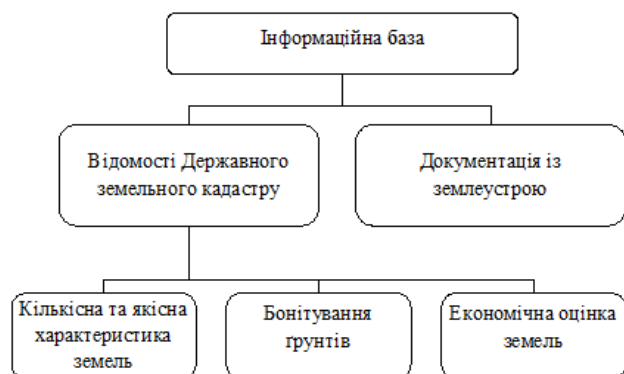 Інформаційна база
Відомості Державного
земельного кадастру
Документація із
землеустрою
Кількісна та якісна
характеристика
земель
Бонітування
ґрунтів
Економічна оцінка
земель